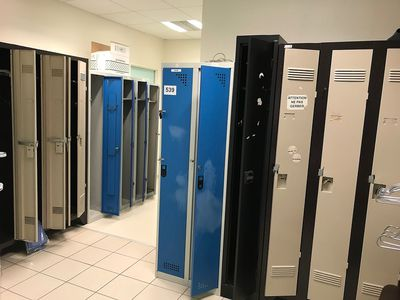 539
ATTENTION
NE PAS
GERBER